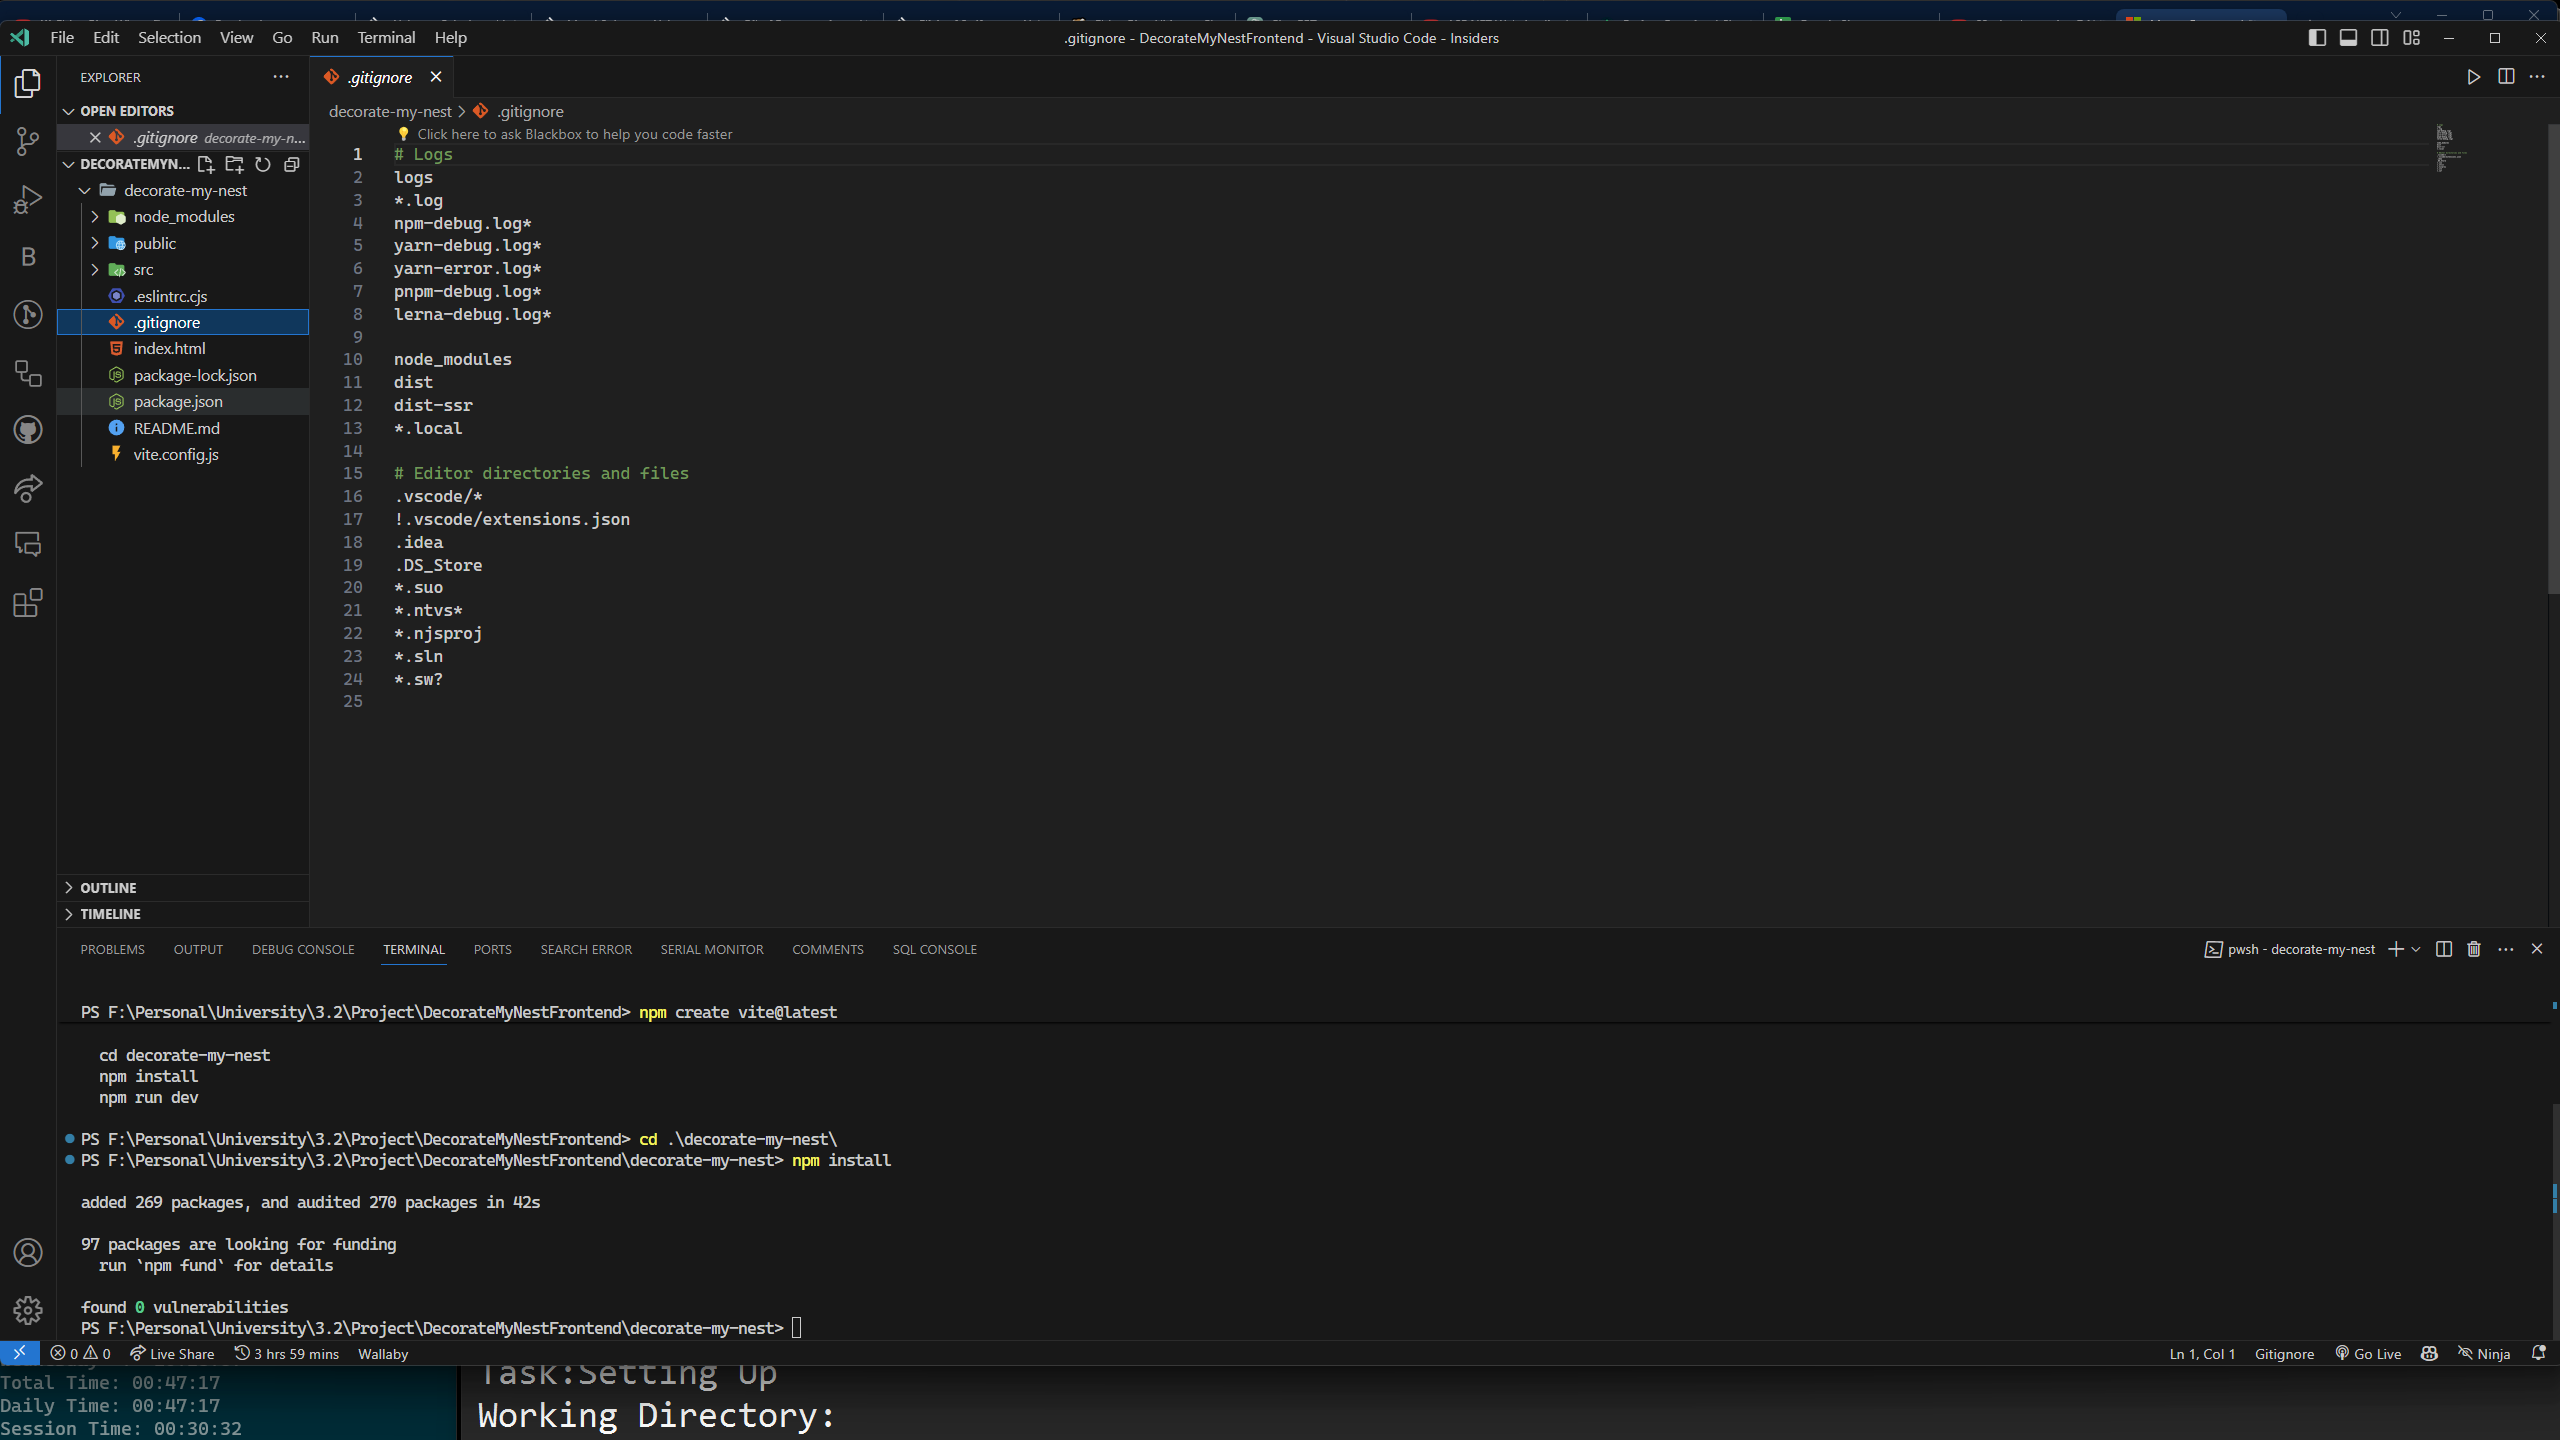 File Edit Selection View Go Run Terminal Help
.gitignore - DecorateMyNestFrontend - Visual Studio Code - Insiders
EXPLORER
OPEN EDITORS
.gitignore decorate-my-n...
DECORATEMYN...
decorate-my-nest
node_modules
public
src
.eslintrc.cjs
.gitignore
index.html
package-lock.json
package.json
README.md
vite.config.js
OUTLINE
TIMELINE
.gitignore
decorate-my-nest > .gitignore
Click here to ask Blackbox to help you code faster
1 # Logs
2 logs
3 *.log
4 npm-debug.log*
5 yarn-debug.log*
6 yarn-error.log*
7 pnpm-debug.log*
8 lerna-debug.log*
9
10 node_modules
11 dist
12 dist-ssr
13 *.local
14
15 # Editor directories and files
16 .vscode/*
17 !.vscode/extensions.json
18 .idea
19 .DS_Store
20 *.suo
21 *.ntvs*
22 *.njsproj
23 *.sln
24 *.sw?
25
PROBLEMS OUTPUT DEBUG CONSOLE TERMINAL PORTS SEARCH ERROR SERIAL MONITOR COMMENTS SQL CONSOLE
pwsh - decorate-my-nest
PS F:\Personal\University\3.2\Project\DecorateMyNestFrontend> npm create vite@latest
cd decorate-my-nest
npm install
npm run dev
PS F:\Personal\University\3.2\Project\DecorateMyNestFrontend> cd .\decorate-my-nest\
PS F:\Personal\University\3.2\Project\DecorateMyNestFrontend\decorate-my-nest> npm install
added 269 packages, and audited 270 packages in 42s
97 packages are looking for funding
run `npm fund` for details
found 0 vulnerabilities
PS F:\Personal\University\3.2\Project\DecorateMyNestFrontend\decorate-my-nest>
0 0 Live Share 3 hrs 59 mins Wallaby
Ln 1, Col 1 Gitignore Go Live Ninja
Total Time: 00:47:17
Daily Time: 00:47:17
Session Time: 00:30:32
Task:Setting Up
Working Directory: